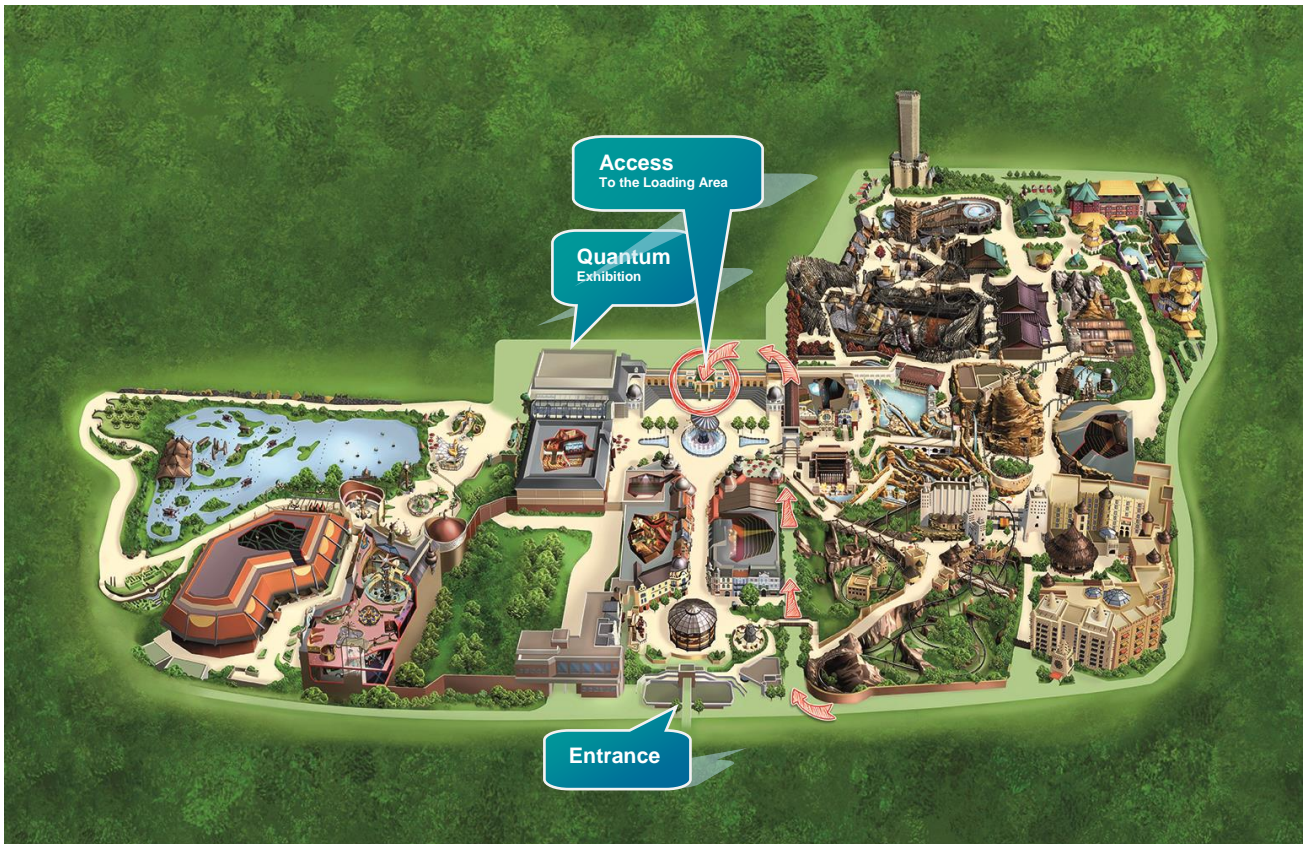 Access
To the Loading Area
Quantum
Exhibition
Entrance